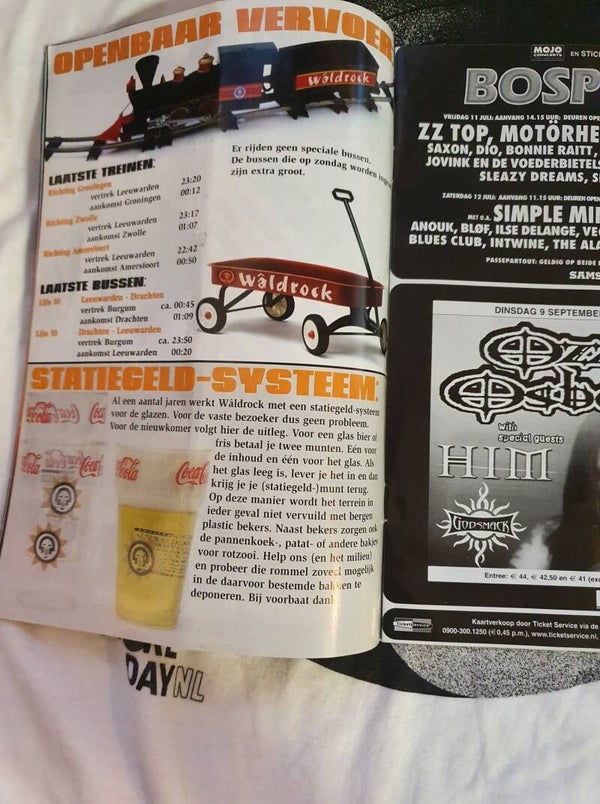 OPENBAAR VERVOER
Wâldrock
Er rijden geen speciale bussen.
De bussen die op zondag worden
zijn extra groot.
LAATSTE TREINEN:
Richting Groningen
vertrek Leeuwarden 23:20
aankomst Groningen 00:12
Richting Zwolle
vertrek Leeuwarden 23:17
aankomst Zwolle 01:07
Richting Amersfoort
vertrek Leeuwarden 22:42
aankomst Amersfoort 00:50
LAATSTE BUSSEN:
Lijn 10 Leeuwarden - Drachten
vertrek Burgum ca. 00:45
aankomst Drachten 01:09
Lijn 10 Drachten - Leeuwarden
vertrek Burgum ca. 23:50
aankomst Leeuwarden 00:20
Wâldrock
STATIEGELD-SYSTEEM:
Al een aantal jaren werkt Wâldrock met een statiegeld-systeem
voor de glazen. Voor de vaste bezoeker dus geen probleem.
Voor de nieuwkomer volgt hier de uitleg. Voor een glas bier of
fris betaal je twee munten. Eén voor
de inhoud en één voor het glas. Als
het glas leeg is, lever je het in en dan
krijg je je (statiegeld-)munt terug.
Op deze manier wordt het terrein in
ieder geval niet vervuild met bergen
plastic bekers. Naast bekers zorgen ook
de pannenkoek-, patat- of andere bakjes
voor rotzooi. Help ons (en het milieu)
en probeer die rommel zoveel mogelijk
in de daarvoor bestemde bakken te
deponeren. Bij voorbaat dank
Coca-Cola
DAYNL
MOJO
CONCERTS
EN STIC
BOSP
VRIJDAG 11 JULI: AANVANG 14.15 UUR: DEUREN OPE
ZZ TOP, MOTÖRHE
SAXON, DIO, BONNIE RAITT,
JOVINK EN DE VOEDERBIETELS
SLEAZY DREAMS, S
ZATERDAG 12 JULI: AANVANG 11.15 UUR: DEUREN OPEN
MET O.A. SIMPLE MI
ANOUK, BLØF, ILSE DELANGE, VE
BLUES CLUB, INTWINE, THE ALA
PASSEPARTOUT: GELDIG OP BEIDE
SAMS
DINSDAG 9 SEPTEMBE
with
special guests
HIM
GODSMACK
Entree: € 44, € 42,50 en € 41 (exc
Ticket Service
Kaartverkoop door Ticket Service via de
0900-300.1250 (€ 0,45 p.m.), www.ticketservice.nl,